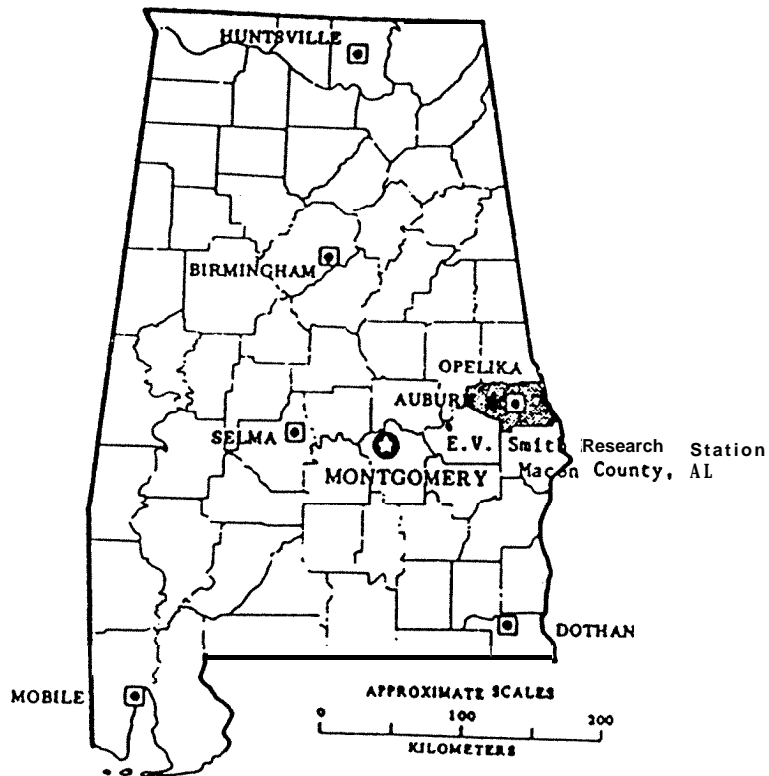 HUNTSVILLE
BIRMINGHAM
OPELIKA
AUBURN
SELMA
E.V. Smith Research Station
MONTGOMERY
Macon County, AL
DOTHAN
MOBILE
APPROXIMATE SCALES
0 100 200
KILOMETERS